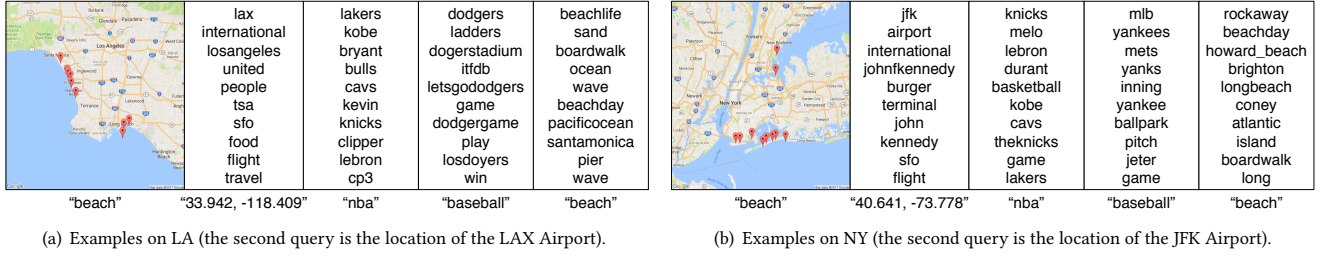 Los Angeles
Inglewood
Torrance
lax
international
losangeles
united
people
tsa
sfo
food
flight
travel
lakers
kobe
bryant
bulls
cavs
kevin
knicks
clipper
lebron
cp3
dodgers
ladders
dogerstadium
itfdb
letsgododgers
game
dodgergame
play
losdoyers
win
beachlife
sand
boardwalk
ocean
wave
beachday
pacificocean
santamonica
pier
wave
"beach" "33.942, -118.409" "nba" "baseball" "beach"
(a) Examples on LA (the second query is the location of the LAX Airport).
New York
jfk
airport
international
johnfkennedy
burger
terminal
john
kennedy
sfo
flight
knicks
melo
lebron
durant
basketball
kobe
cavs
theknicks
game
lakers
mlb
yankees
mets
yanks
inning
yankee
ballpark
pitch
jeter
game
rockaway
beachday
howard_beach
brighton
longbeach
coney
atlantic
island
boardwalk
long
"beach" "40.641, -73.778" "nba" "baseball" "beach"
(b) Examples on NY (the second query is the location of the JFK Airport).